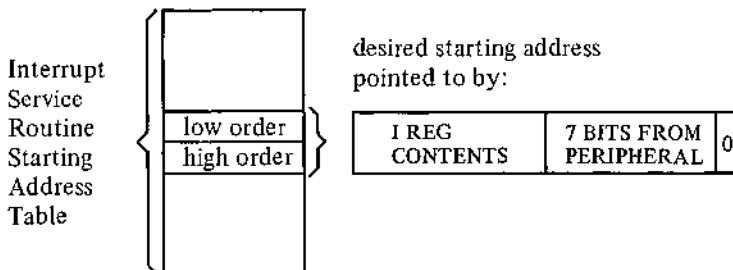 Interrupt
Service
Routine
Starting
Address
Table
low order
high order
desired starting address
pointed to by:
I REG
CONTENTS
7 BITS FROM
PERIPHERAL
0